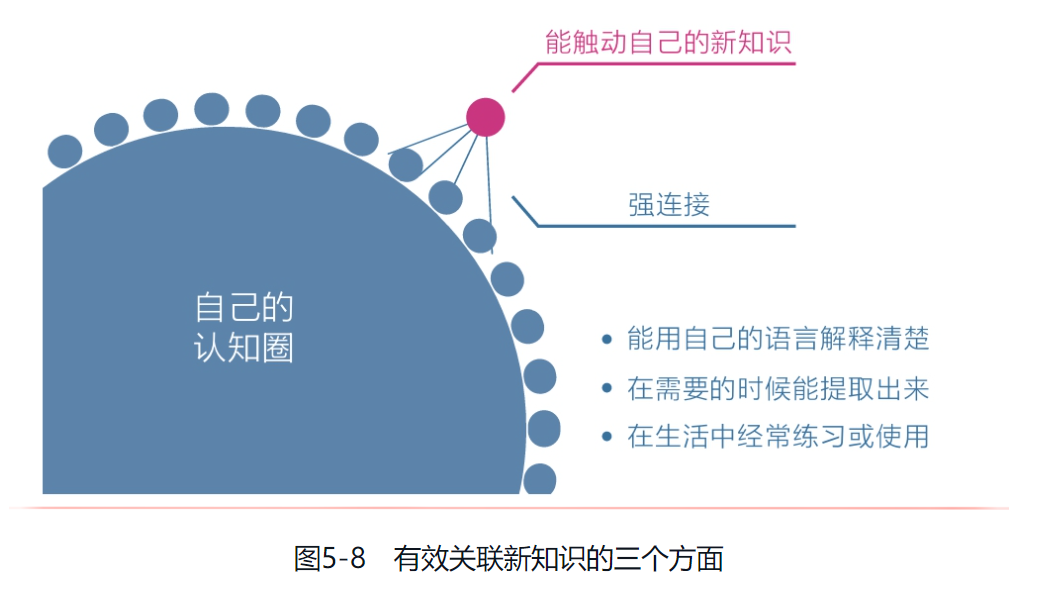 能触动自己的新知识
强连接
自己的
认知圈
• 能用自己的语言解释清楚
• 在需要的时候能提取出来
• 在生活中经常练习或使用
图5-8 有效关联新知识的三个方面